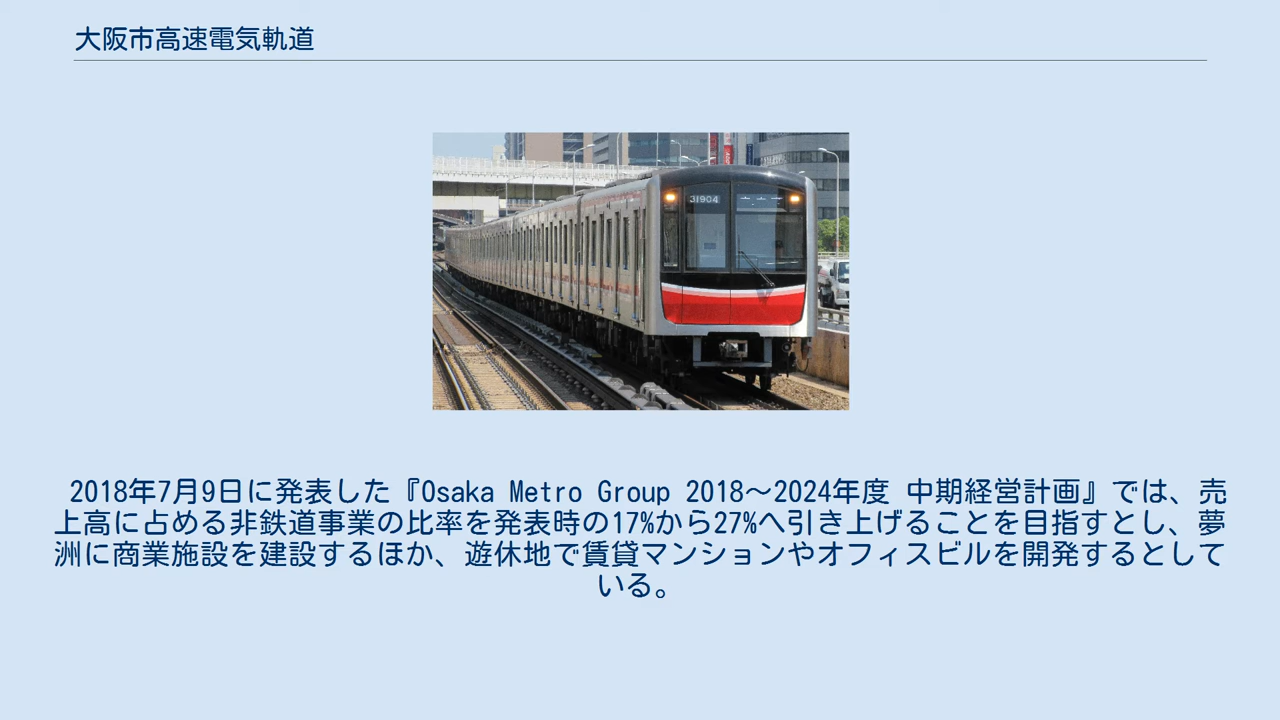 大阪市高速電気軌道
31904
2018年7月9日に発表した『Osaka Metro Group 2018～2024年度 中期経営計画』では、売
上高に占める非鉄道事業の比率を発表時の17%から27%へ引き上げることを目指すとし、夢
洲に商業施設を建設するほか、遊休地で賃貸マンションやオフィスビルを開発するとして
いる。